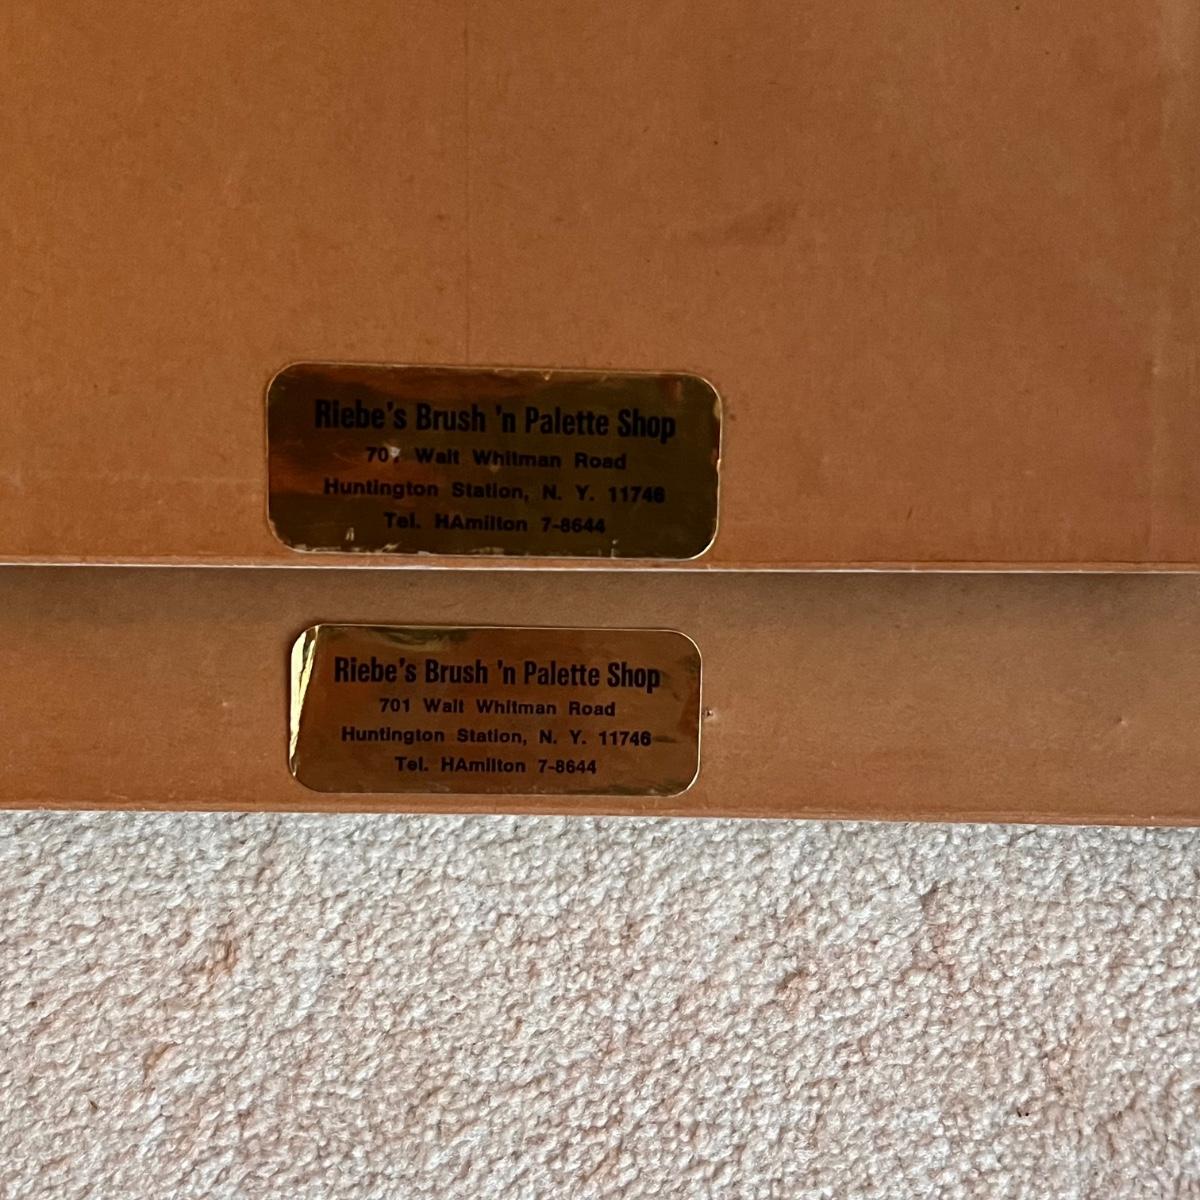 Riebe's Brush 'n Palette Shop
701 Walt Whitman Road
Huntington Station, N. Y. 11746
Tel. HAmilton 7-8644
Riebe's Brush 'n Palette Shop
701 Walt Whitman Road
Huntington Station, N. Y. 11746
Tel. HAmilton 7-8644